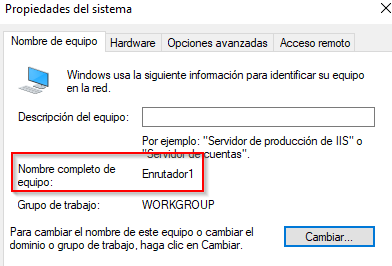 Propiedades del sistema
Nombre de equipo
Hardware
Opciones avanzadas
Acceso remoto
Windows usa la siguiente información para identificar su equipo
en la red.
Descripción del equipo:
Por ejemplo: "Servidor de producción de IIS" o
"Servidor de cuentas".
Nombre completo de
equipo:
Enrutador1
Grupo de trabajo:
WORKGROUP
Para cambiar el nombre de este equipo o cambiar el
dominio o grupo de trabajo, haga clic en Cambiar.
Cambiar...